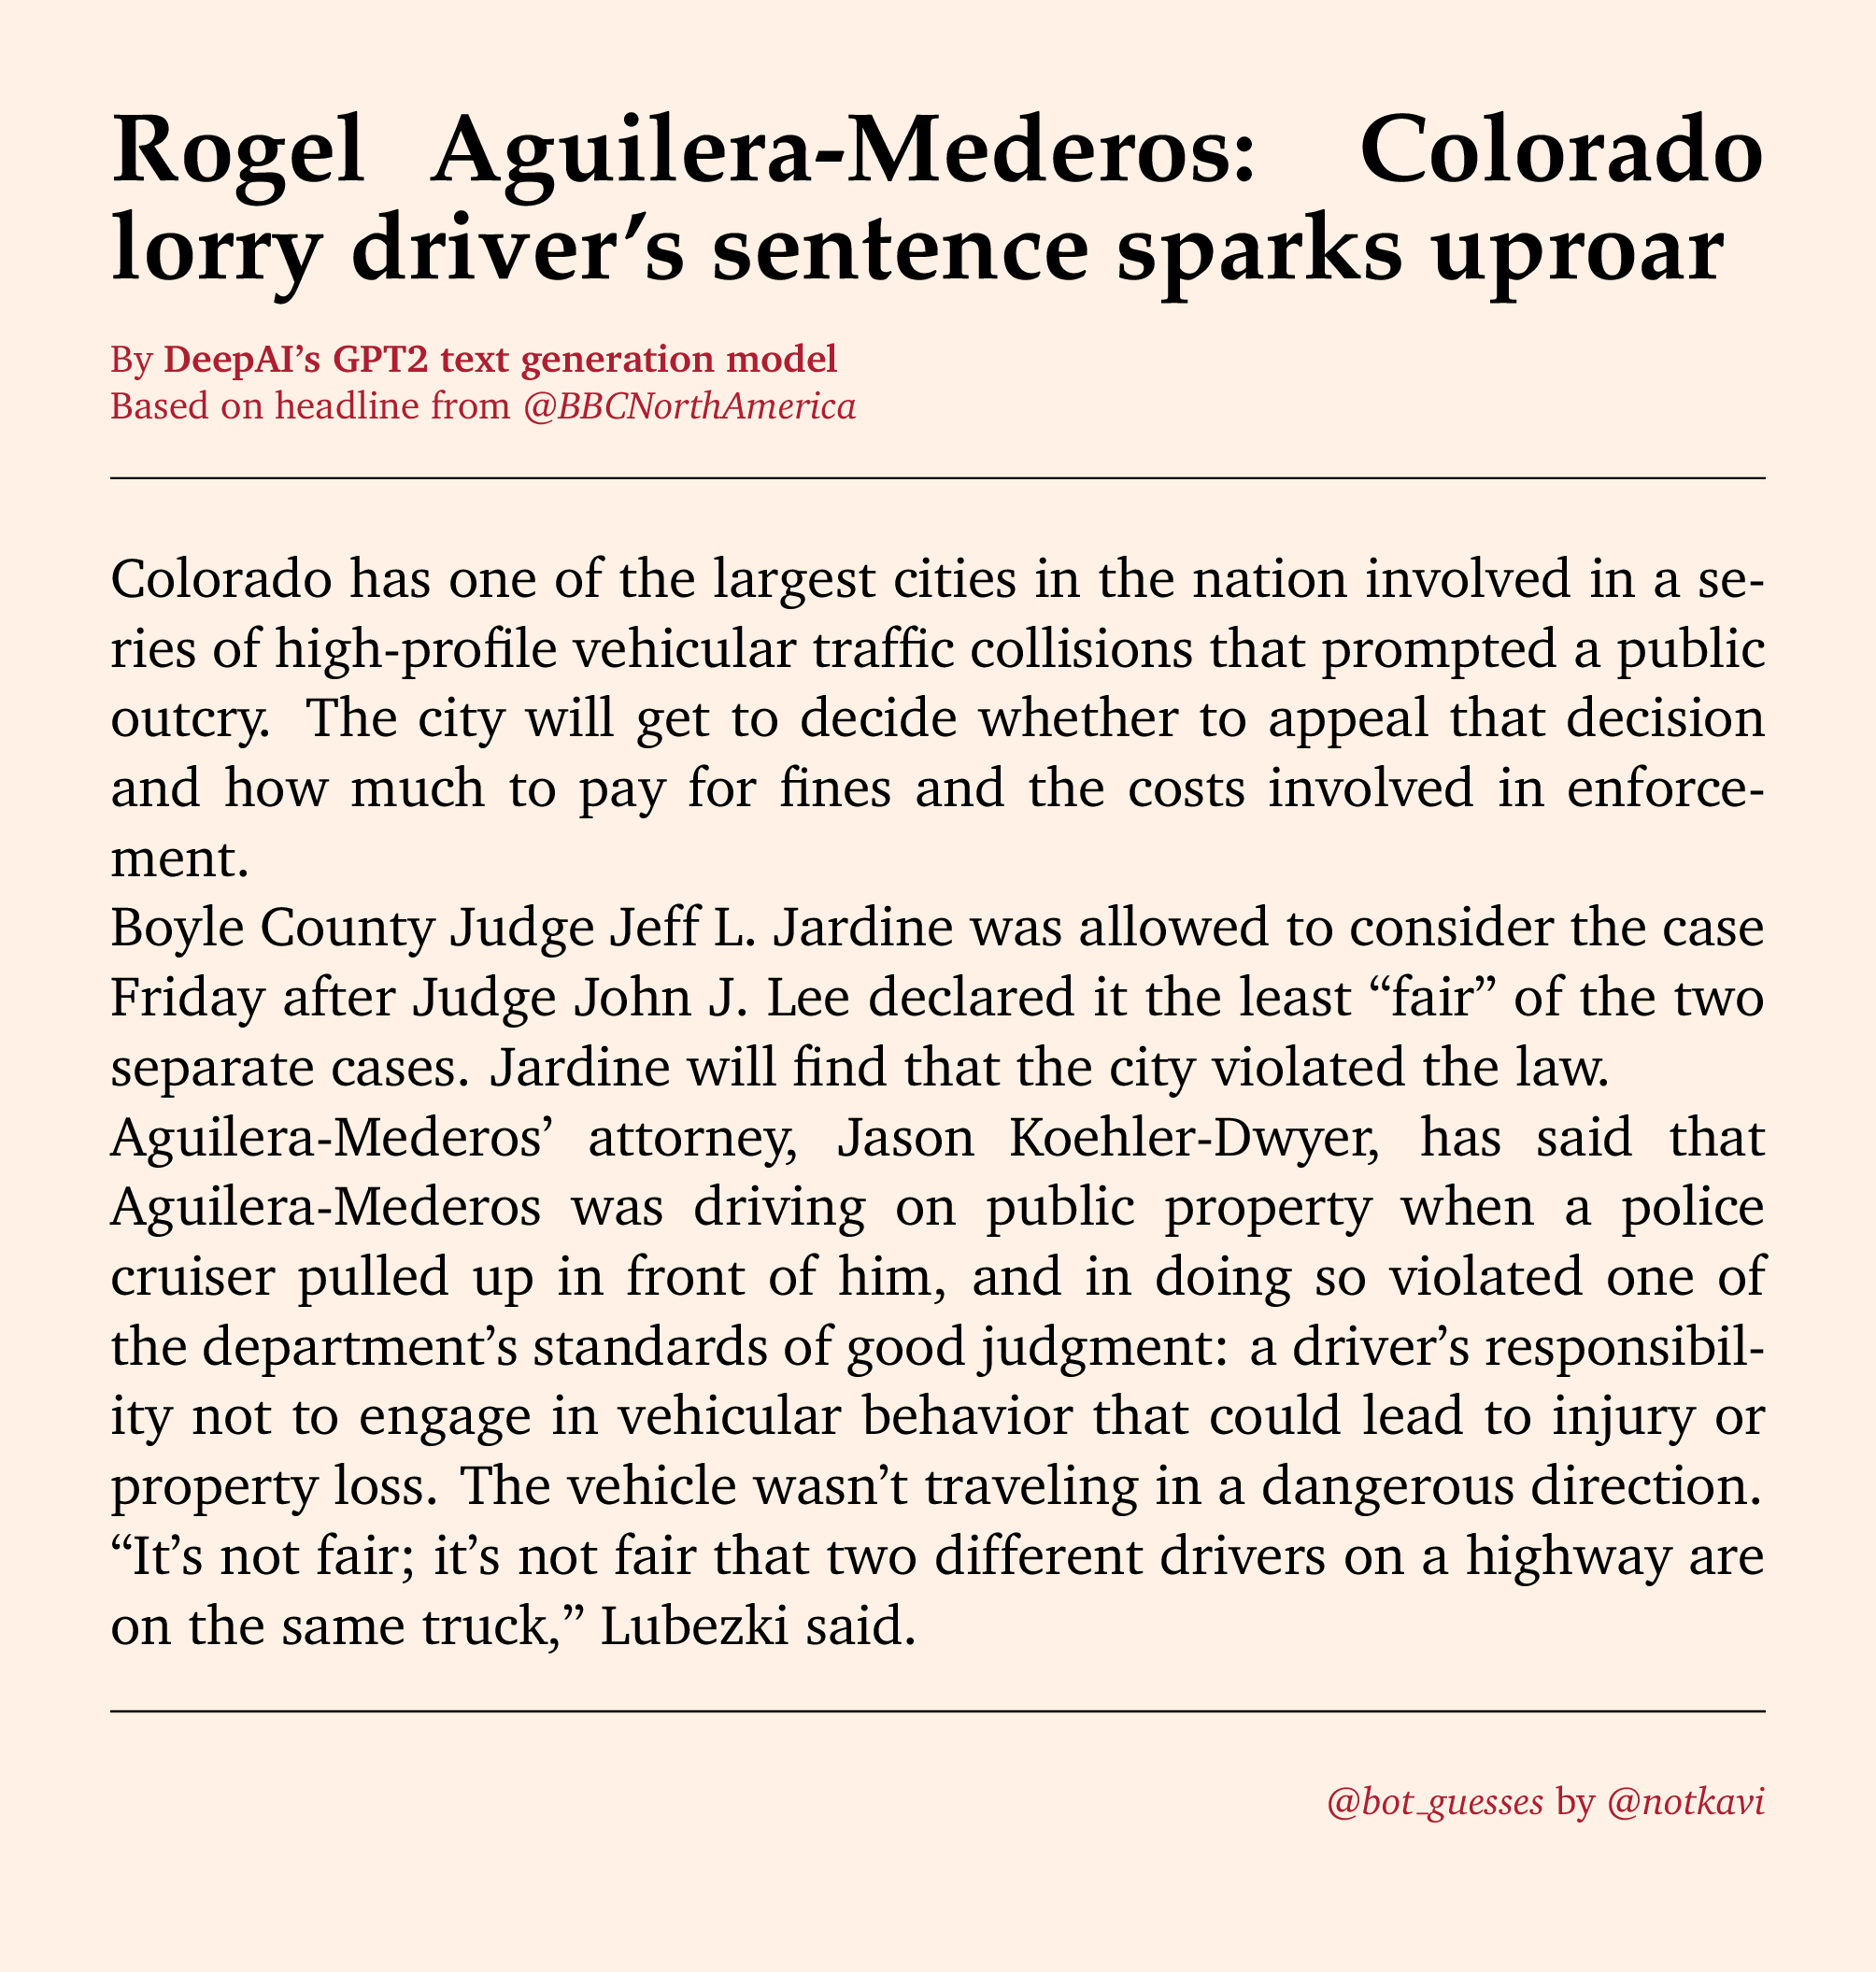 Rogel Aguilera-Mederos: Colorado
lorry driver’s sentence sparks uproar
By DeepAI’s GPT2 text generation model
Based on headline from @BBCNorthAmerica
Colorado has one of the largest cities in the nation involved in a se-
ries of high-profile vehicular traffic collisions that prompted a public
outcry. The city will get to decide whether to appeal that decision
and how much to pay for fines and the costs involved in enforce-
ment.
Boyle County Judge Jeff L. Jardine was allowed to consider the case
Friday after Judge John J. Lee declared it the least “fair” of the two
separate cases. Jardine will find that the city violated the law.
Aguilera-Mederos’ attorney, Jason Koehler-Dwyer, has said that
Aguilera-Mederos was driving on public property when a police
cruiser pulled up in front of him, and in doing so violated one of
the department’s standards of good judgment: a driver’s responsibil-
ity not to engage in vehicular behavior that could lead to injury or
property loss. The vehicle wasn’t traveling in a dangerous direction.
“It’s not fair; it’s not fair that two different drivers on a highway are
on the same truck,” Lubezki said.
@bot_guesses by @notkavi